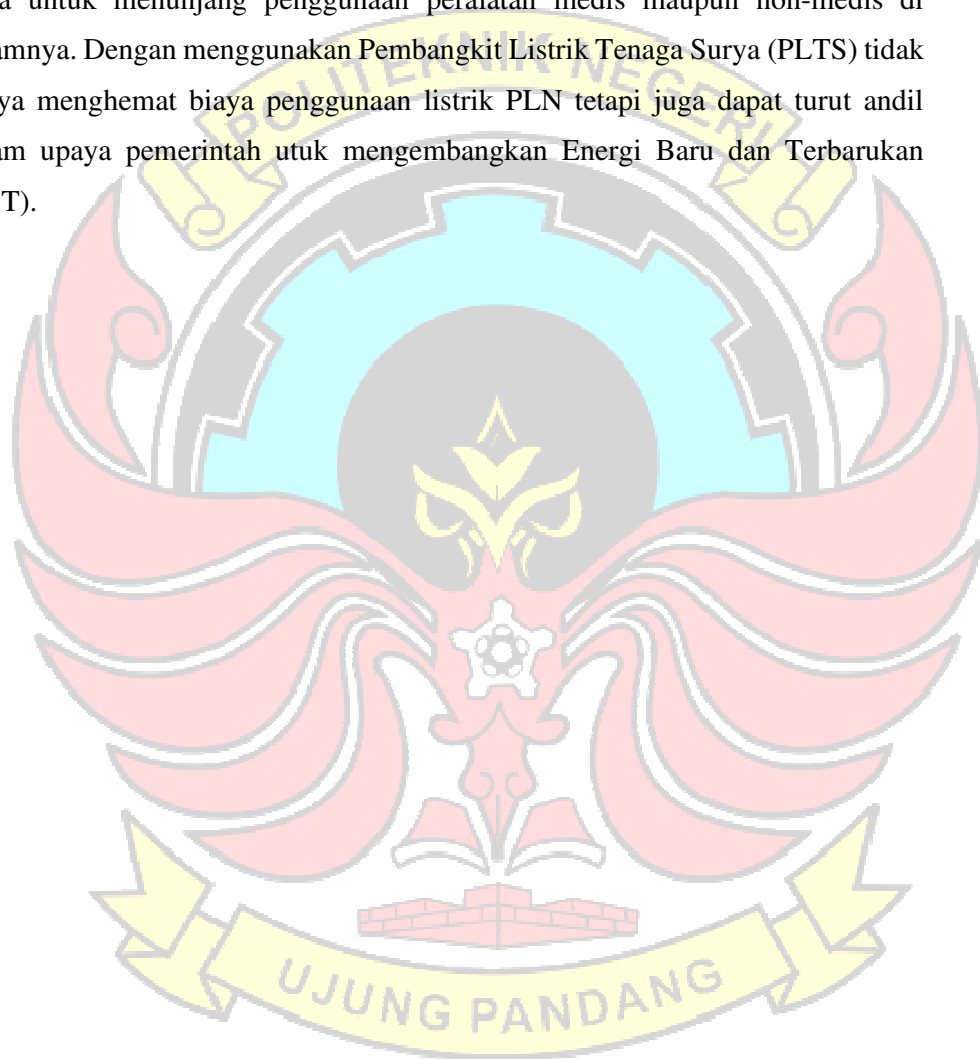 untuk menunjang penggunaan peralatan medis maupun non-medis di
amnya. Dengan menggunakan Pembangkit Listrik Tenaga Surya (PLTS) tidak
ya menghemat biaya penggunaan listrik PLN tetapi juga dapat turut andil
am upaya pemerintah utuk mengembangkan Energi Baru dan Terbarukan
T).
POLITEKNIK NEGERI
UJUNG PANDANG